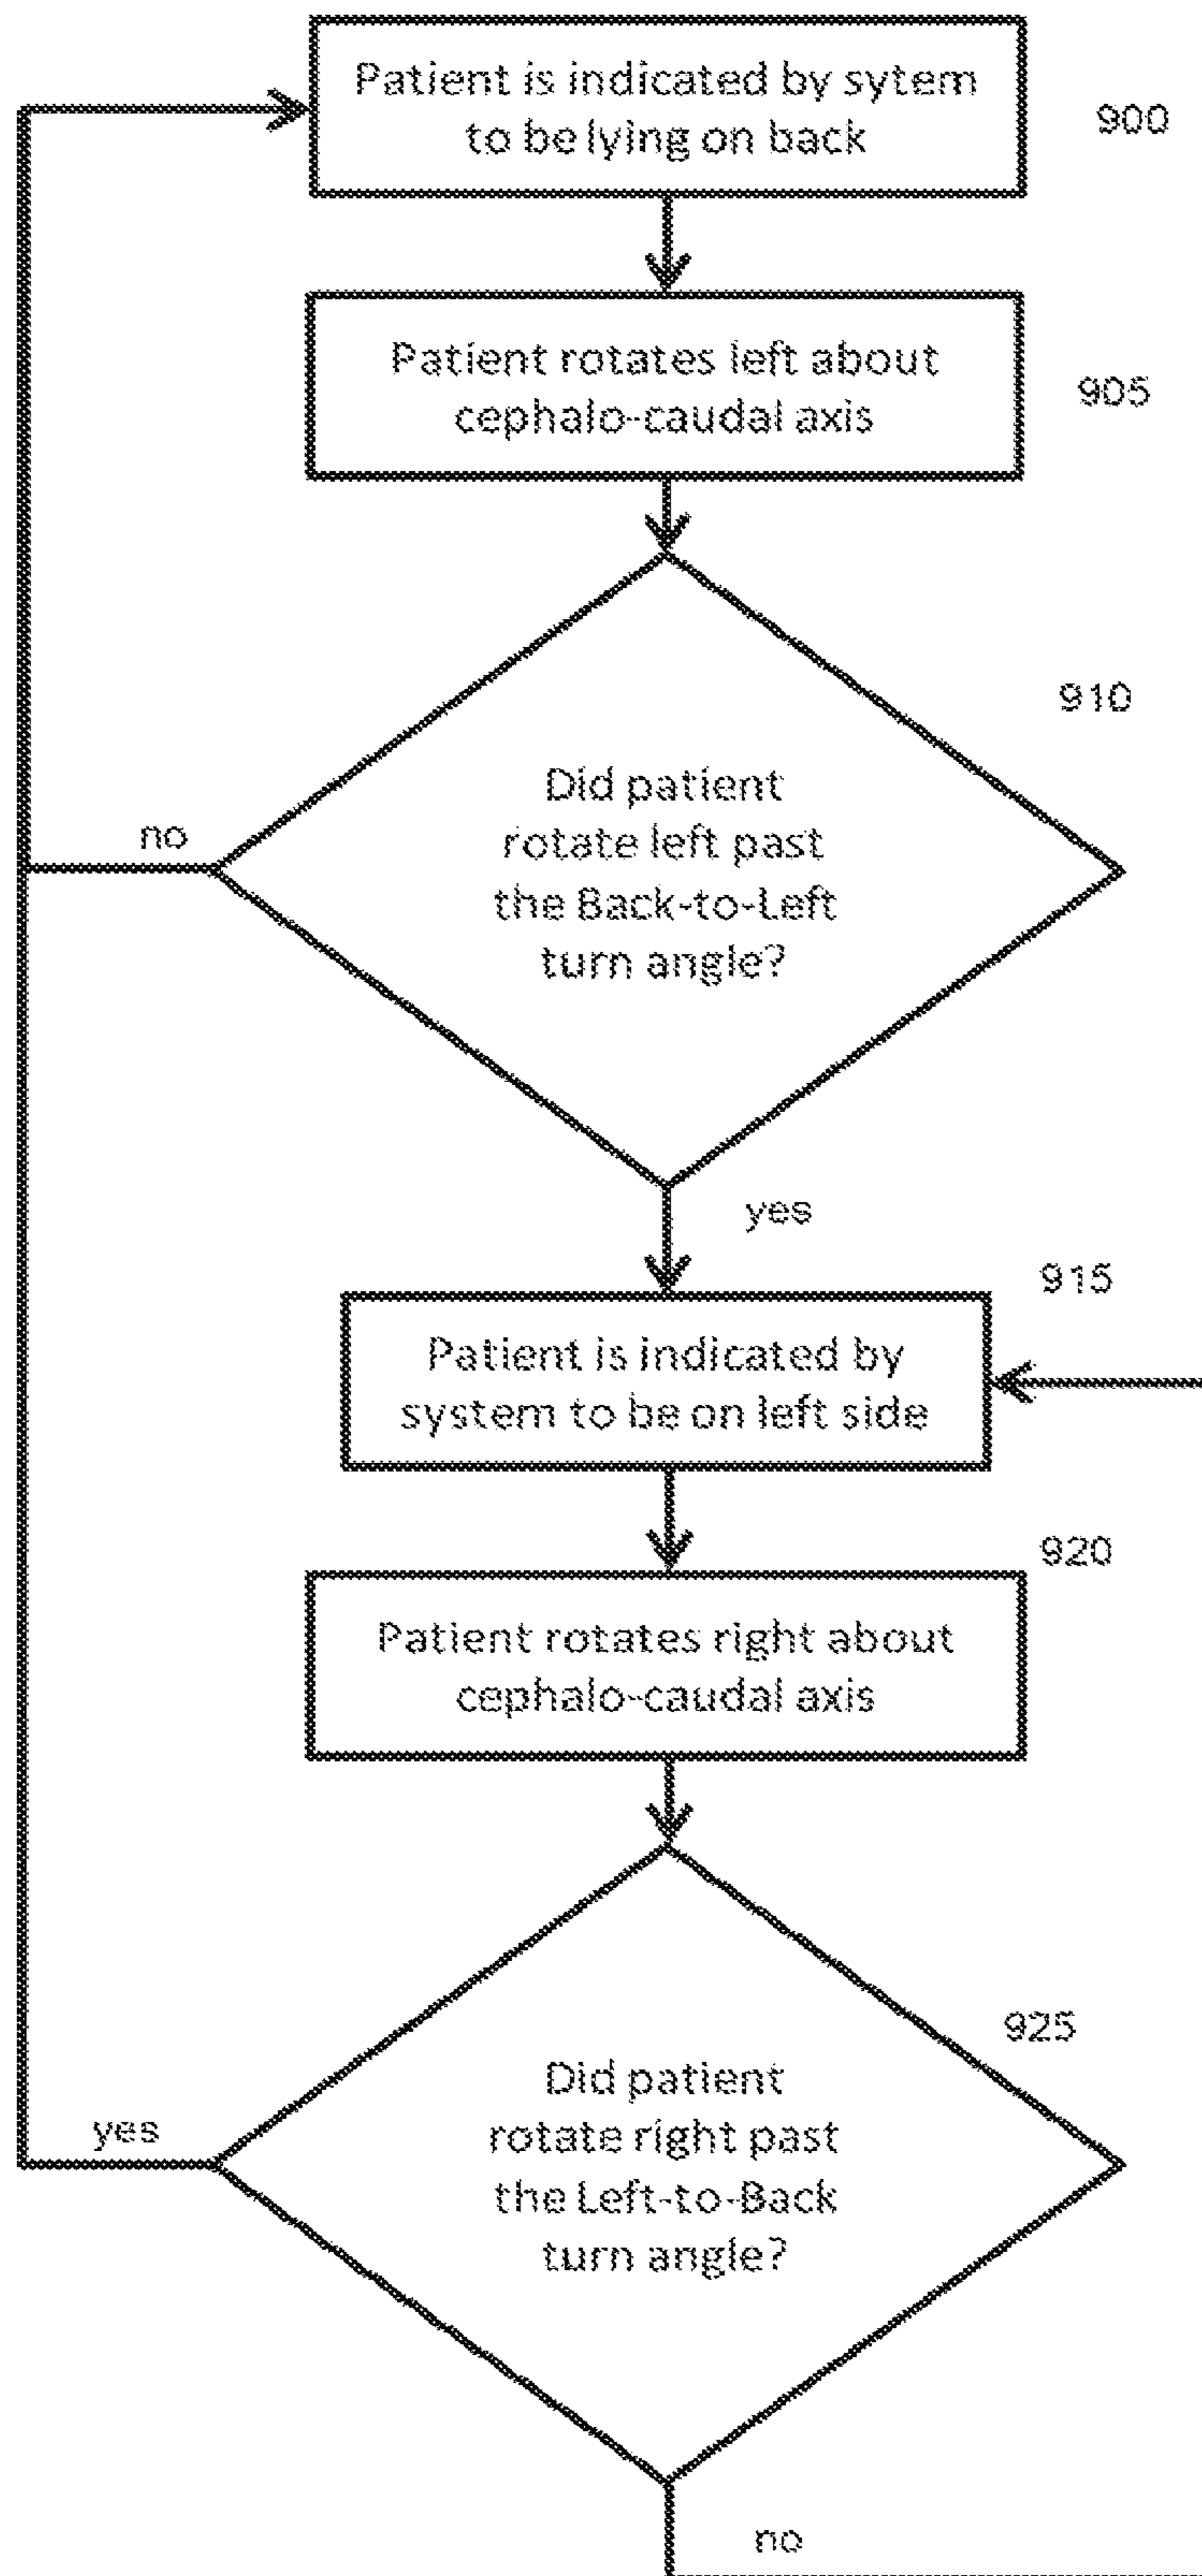 Patient is indicated by sytem
to be lying on back
900
Patient rotates left about
cephalo-caudal axis
905
910
Did patient
rotate left past
the Back-to-Left
turn angle?
no
yes
915
Patient is indicated by
system to be on left side
920
Patient rotates right about
cephalo-caudal axis
925
Did patient
rotate right past
the Left-to-Back
turn angle?
yes
no